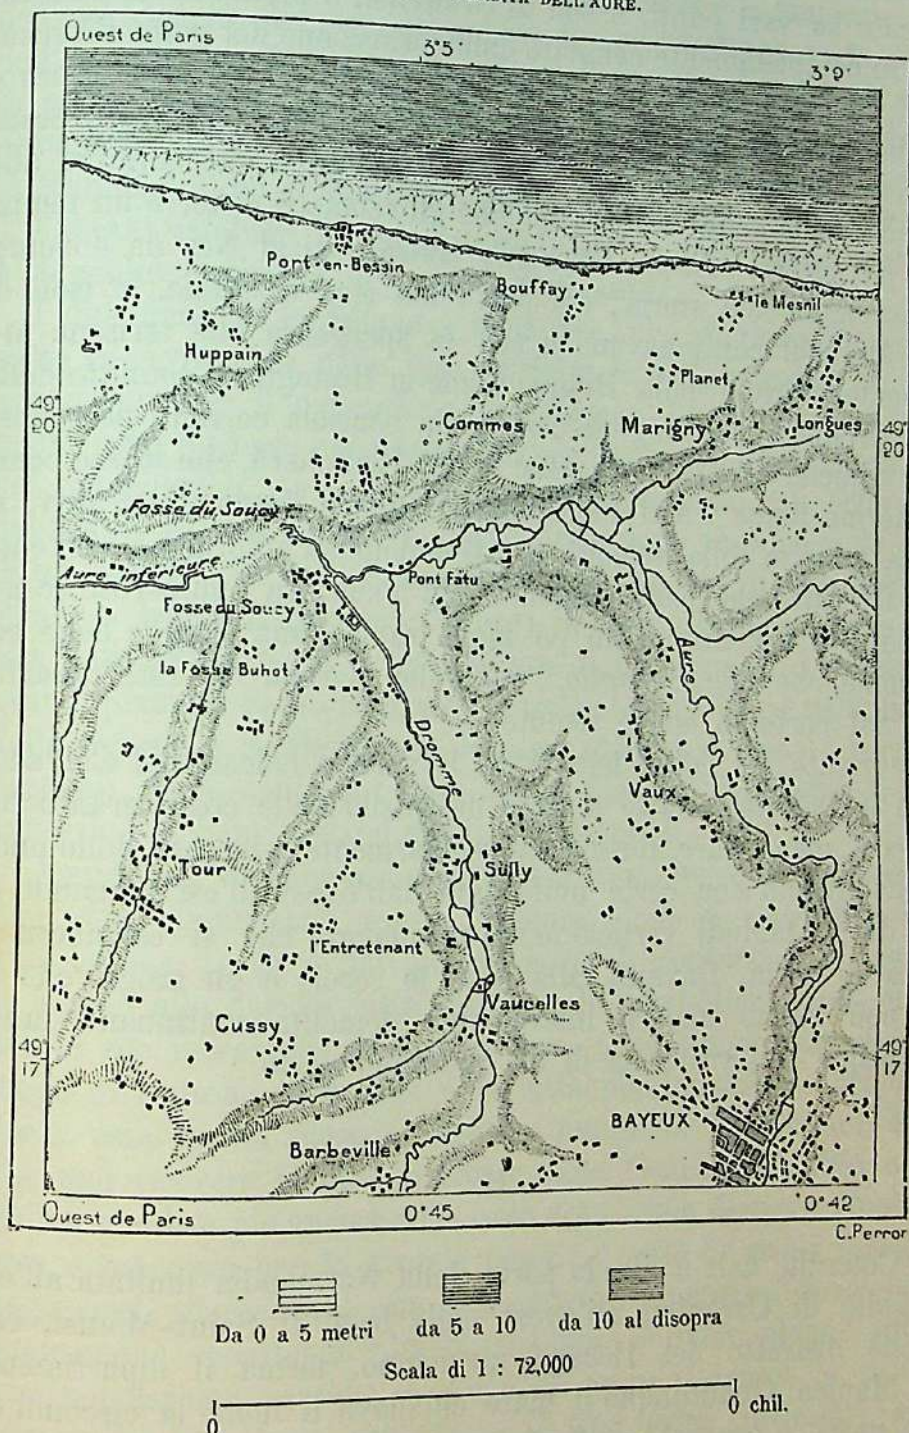 DELL'AURE.
Ouest de Paris
3°5'
3°9'
Port-en-Bessin
Bouffay
le Mesnil
Huppain
Planet
49
20
Commes
Marigny
Longues
49°
20
Fosse du Soucy
Aure inférieure
Pont Fatu
Fosse du Soucy
la Fosse Buhot
Aure
Dromme
Vaux
Tour
Sully
l'Entretenant
Vaucelles
Cussy
49°
17
49°
17
BAYEUX
Barbeville
Ouest de Paris
0°45
0°42
C. Perron
Da 0 a 5 metri da 5 a 10 da 10 al disopra
Scala di 1 : 72,000
0 0 chil.